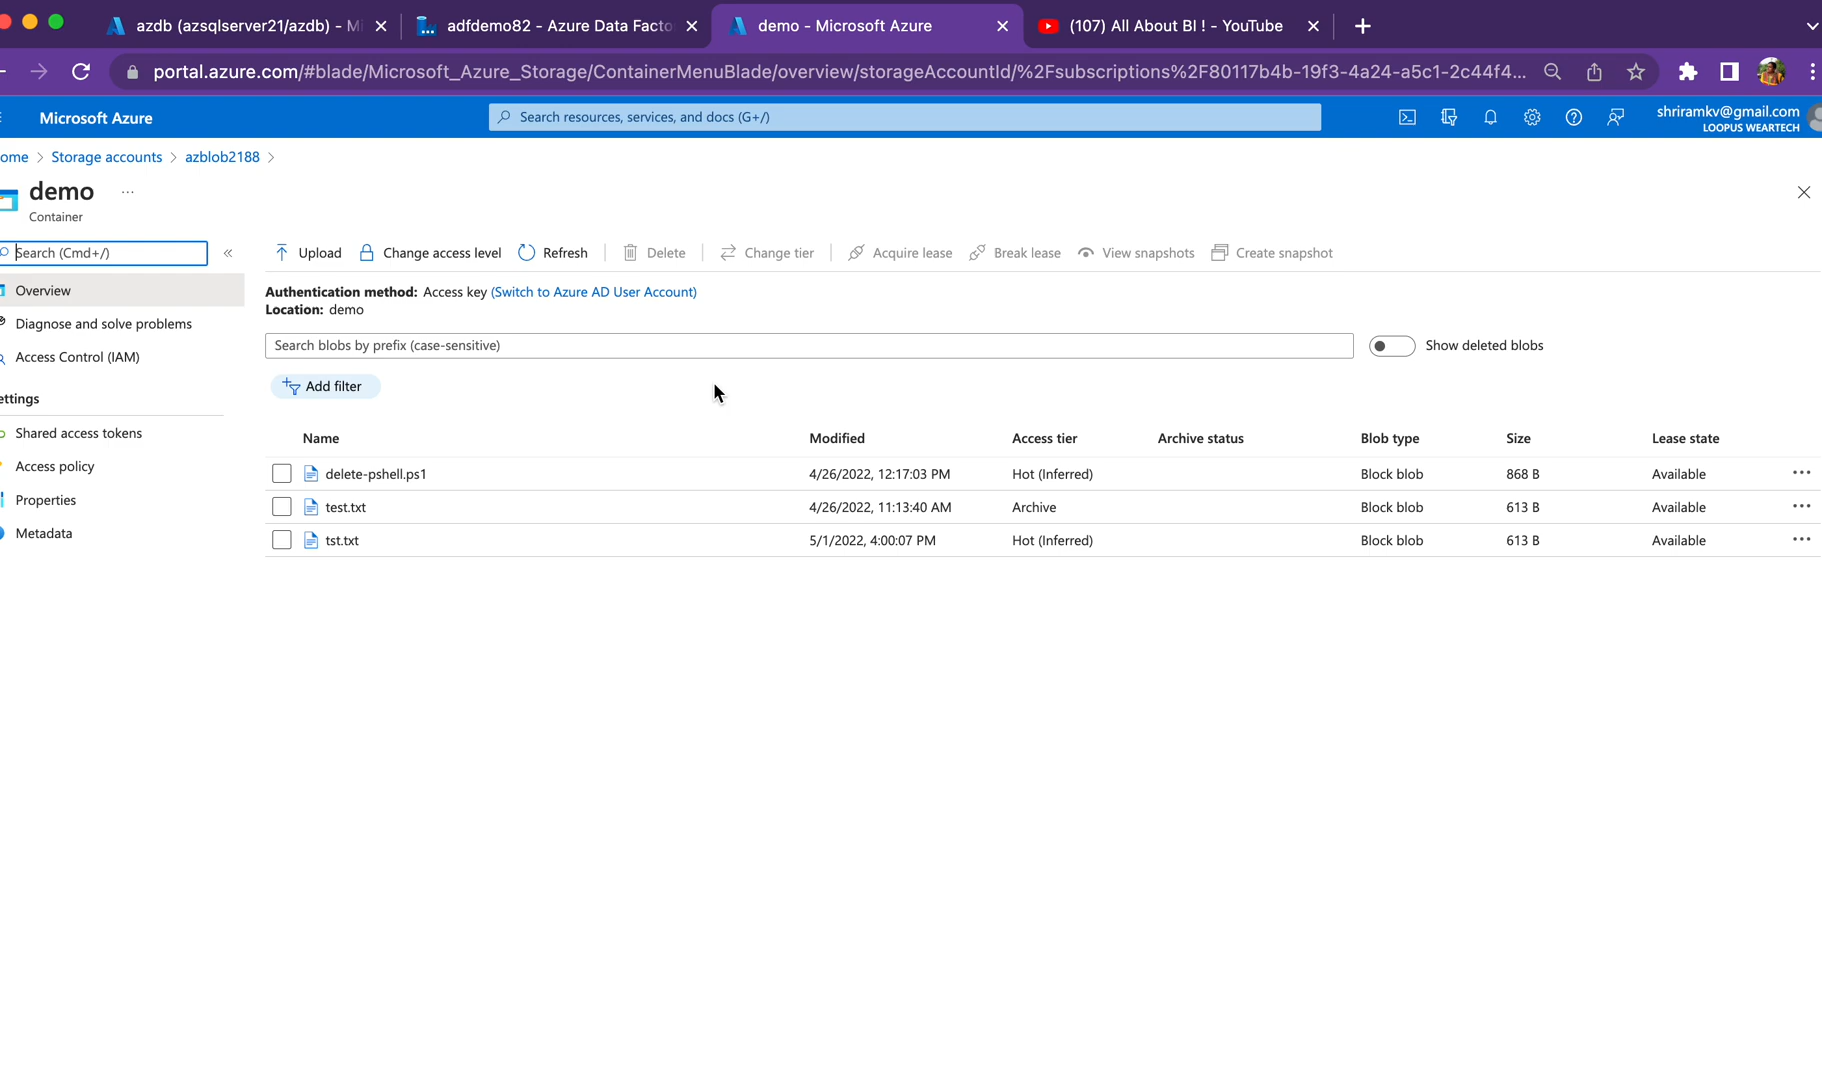 azdb (azsqlserver21/azdb) - Mi
adfdemo82 - Azure Data Facto
demo - Microsoft Azure
(107) All About BI ! - YouTube
portal.azure.com/#blade/Microsoft_Azure_Storage/ContainerMenuBlade/overview/storageAccountId/%2Fsubscriptions%2F80117b4b-19f3-4a24-a5c1-2c44f4...
Microsoft Azure
Search resources, services, and docs (G+/)
shriramkv@gmail.com
LOOPUS WEARTECH
ome > Storage accounts > azblob2188 >
demo ...
Container
Search (Cmd+/)
«
Upload Change access level Refresh Delete Change tier Acquire lease Break lease View snapshots Create snapshot
Overview
Diagnose and solve problems
Access Control (IAM)
ettings
Shared access tokens
Access policy
Properties
Metadata
Authentication method: Access key (Switch to Azure AD User Account)
Location: demo
Search blobs by prefix (case-sensitive)
Show deleted blobs
Add filter
Name Modified Access tier Archive status Blob type Size Lease state
delete-pshell.ps1 4/26/2022, 12:17:03 PM Hot (Inferred) Block blob 868 B Available ...
test.txt 4/26/2022, 11:13:40 AM Archive Block blob 613 B Available ...
tst.txt 5/1/2022, 4:00:07 PM Hot (Inferred) Block blob 613 B Available ...